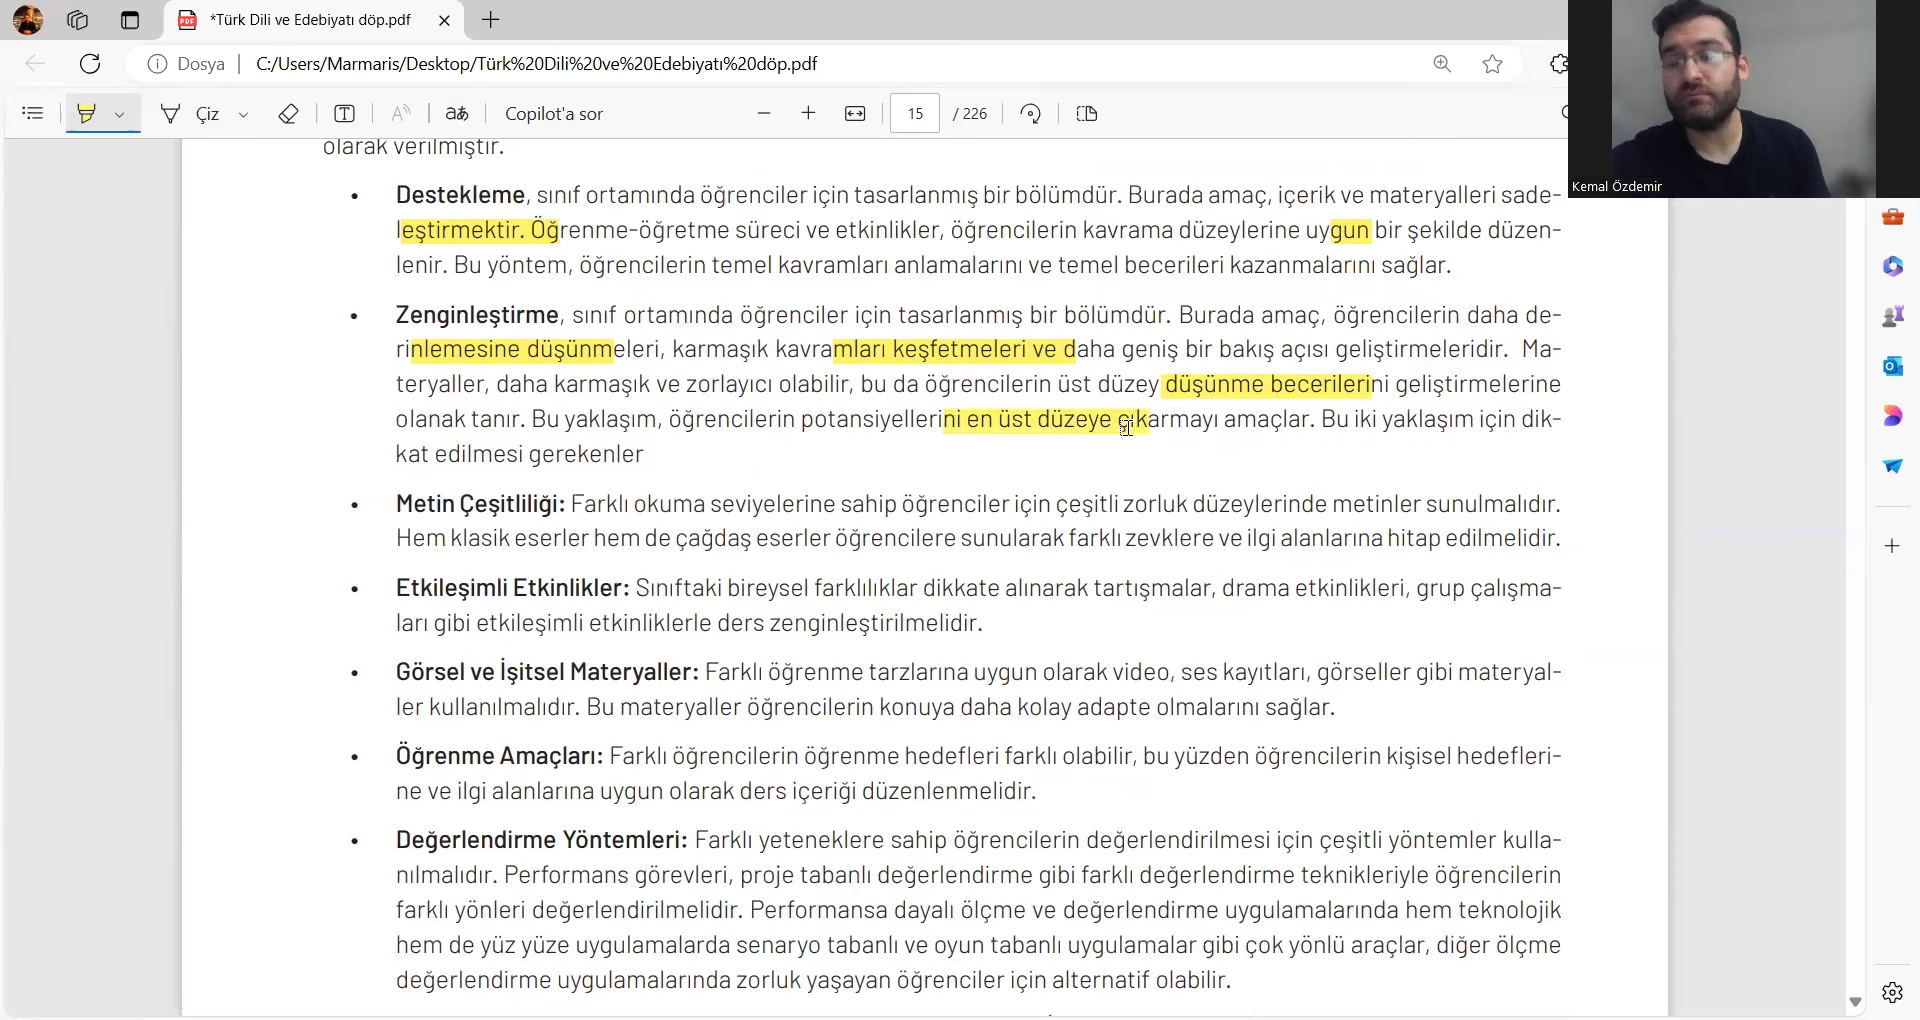 *Türk Dili ve Edebiyatı döp.pdf
Dosya
C:/Users/Marmaris/Desktop/Türk%20Dili%20ve%20Edebiyatı%20döp.pdf
Çiz
Copilot'a sor
15
/ 226
Kemal Özdemir
olarak verilmiştir.
• Destekleme, sınıf ortamında öğrenciler için tasarlanmış bir bölümdür. Burada amaç, içerik ve materyalleri sade-
leştirmektir. Öğrenme-öğretme süreci ve etkinlikler, öğrencilerin kavrama düzeylerine uygun bir şekilde düzen-
lenir. Bu yöntem, öğrencilerin temel kavramları anlamalarını ve temel becerileri kazanmalarını sağlar.
• Zenginleştirme, sınıf ortamında öğrenciler için tasarlanmış bir bölümdür. Burada amaç, öğrencilerin daha de-
rinlemesine düşünmeleri, karmaşık kavramları keşfetmeleri ve daha geniş bir bakış açısı geliştirmeleridir. Ma-
teryaller, daha karmaşık ve zorlayıcı olabilir, bu da öğrencilerin üst düzey düşünme becerilerini geliştirmelerine
olanak tanır. Bu yaklaşım, öğrencilerin potansiyellerini en üst düzeye çıkarmayı amaçlar. Bu iki yaklaşım için dik-
kat edilmesi gerekenler
• Metin Çeşitliliği: Farklı okuma seviyelerine sahip öğrenciler için çeşitli zorluk düzeylerinde metinler sunulmalıdır.
Hem klasik eserler hem de çağdaş eserler öğrencilere sunularak farklı zevklere ve ilgi alanlarına hitap edilmelidir.
• Etkileşimli Etkinlikler: Sınıftaki bireysel farklılıklar dikkate alınarak tartışmalar, drama etkinlikleri, grup çalışma-
ları gibi etkileşimli etkinliklerle ders zenginleştirilmelidir.
• Görsel ve İşitsel Materyaller: Farklı öğrenme tarzlarına uygun olarak video, ses kayıtları, görseller gibi materyal-
ler kullanılmalıdır. Bu materyaller öğrencilerin konuya daha kolay adapte olmalarını sağlar.
• Öğrenme Amaçları: Farklı öğrencilerin öğrenme hedefleri farklı olabilir, bu yüzden öğrencilerin kişisel hedefleri-
ne ve ilgi alanlarına uygun olarak ders içeriği düzenlenmelidir.
• Değerlendirme Yöntemleri: Farklı yeteneklere sahip öğrencilerin değerlendirilmesi için çeşitli yöntemler kulla-
nılmalıdır. Performans görevleri, proje tabanlı değerlendirme gibi farklı değerlendirme teknikleriyle öğrencilerin
farklı yönleri değerlendirilmelidir. Performansa dayalı ölçme ve değerlendirme uygulamalarında hem teknolojik
hem de yüz yüze uygulamalarda senaryo tabanlı ve oyun tabanlı uygulamalar gibi çok yönlü araçlar, diğer ölçme
değerlendirme uygulamalarında zorluk yaşayan öğrenciler için alternatif olabilir.